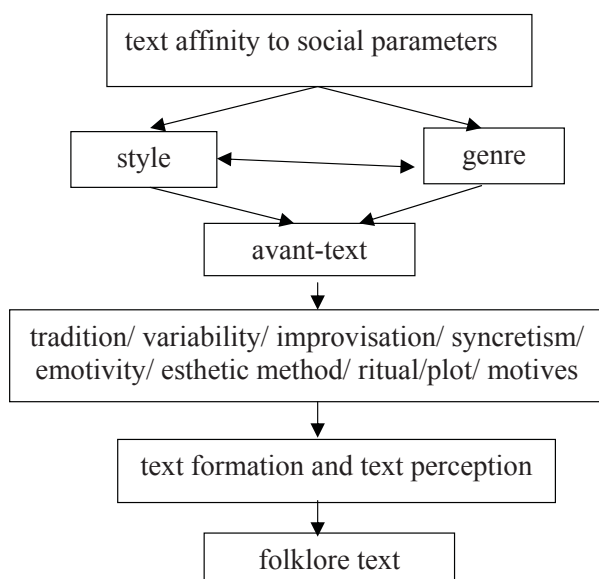 text affinity to social parameters
style
genre
avant-text
tradition/ variability/ improvisation/ syncretism/
emotivity/ esthetic method/ ritual/plot/ motives
text formation and text perception
folklore text